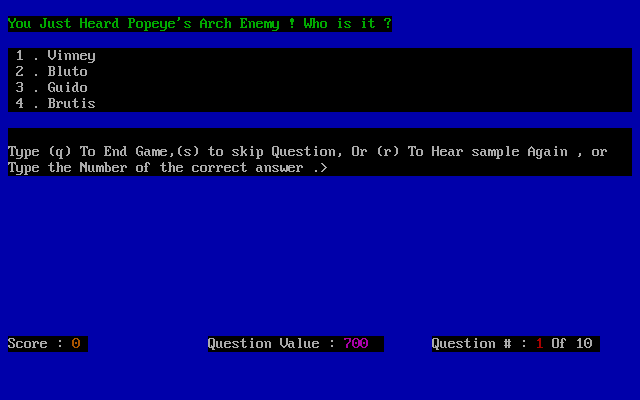 You Just Heard Popeye's Arch Enemy ! Who is it ?
1 . Vinney
2 . Bluto
3 . Guido
4 . Brutis
Type (q) To End Game,(s) to skip Question, Or (r) To Hear sample Again , or
Type the Number of the correct answer .>
Score : 0 Question Value : 700 Question # : 1 Of 10